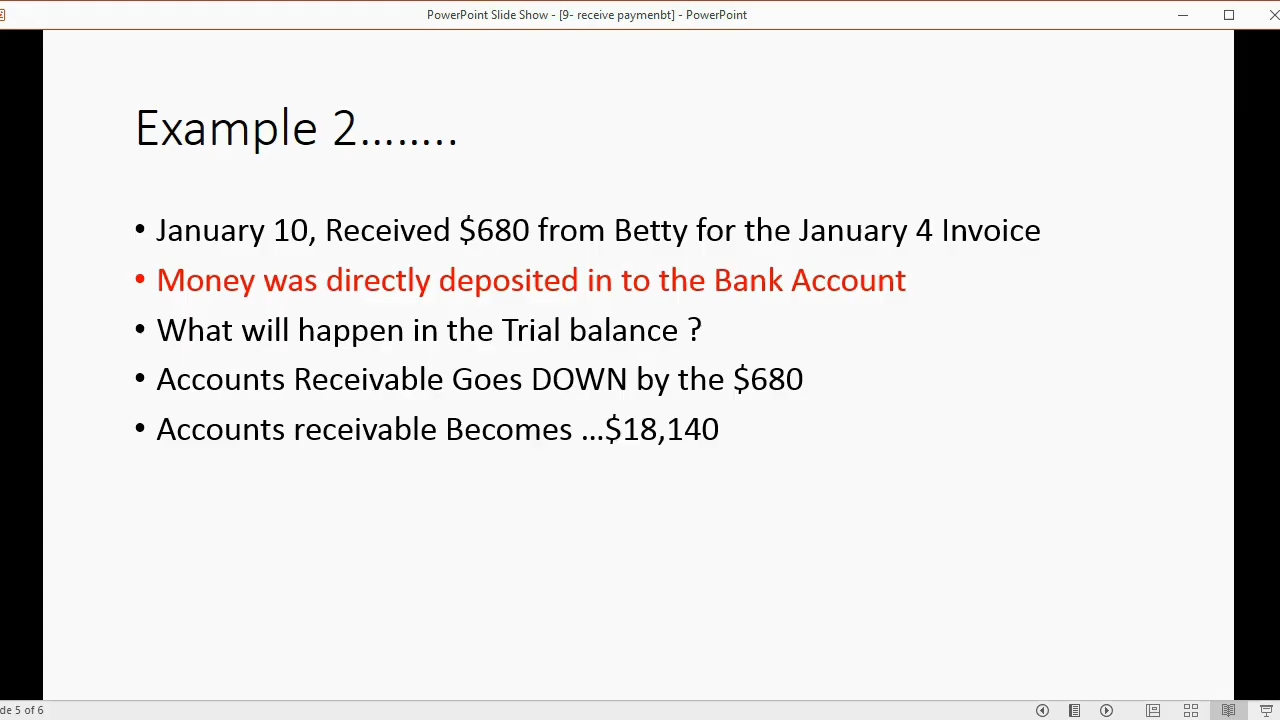 PowerPoint Slide Show - [9- receive paymenbt] - PowerPoint
Example 2........
• January 10, Received $680 from Betty for the January 4 Invoice
• Money was directly deposited in to the Bank Account
• What will happen in the Trial balance ?
• Accounts Receivable Goes DOWN by the $680
• Accounts receivable Becomes …$18,140
de 5 of 6